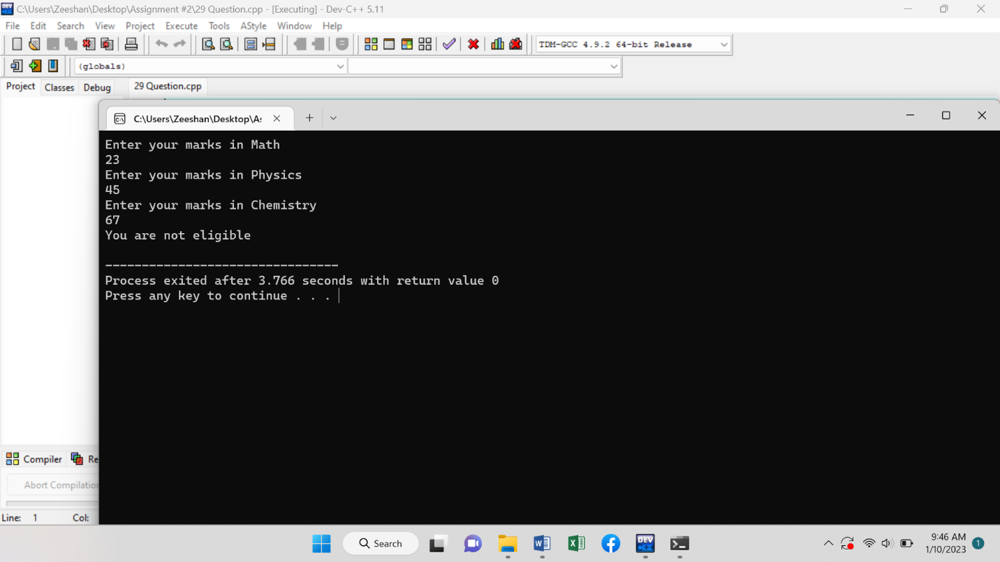 C:\Users\Zeeshan\Desktop\Assignment #2\29 Question.cpp - [Executing] - Dev-C++ 5.11
File Edit Search View Project Execute Tools AStyle Window Help
TDM-GCC 4.9.2 64-bit Release
(globals)
Project Classes Debug 29 Question.cpp
C:\Users\Zeeshan\Desktop\As
Enter your marks in Math
23
Enter your marks in Physics
45
Enter your marks in Chemistry
67
You are not eligible
--------------------------------
Process exited after 3.766 seconds with return value 0
Press any key to continue . . .
Compiler Re
Abort Compilation
Line: 1 Col:
Search
9:46 AM
1/10/2023
1